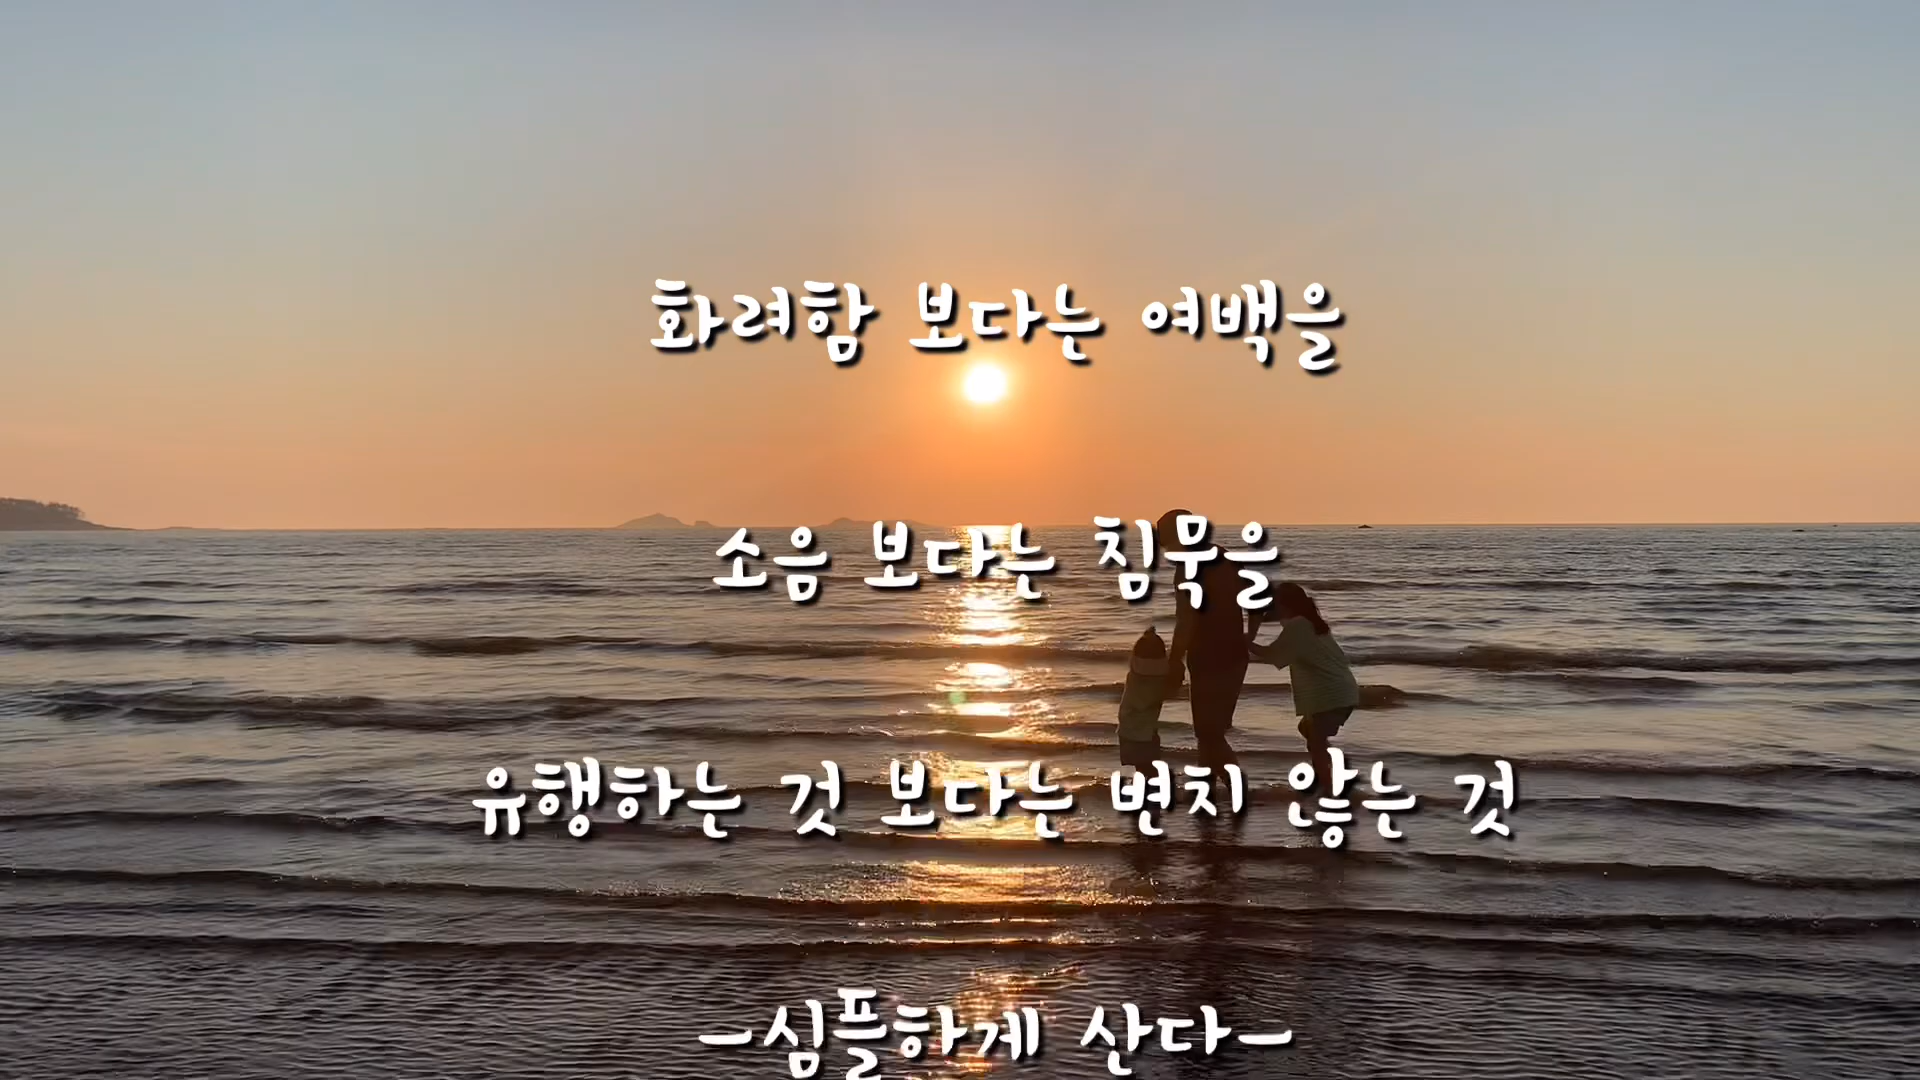 화려함 보다는 여백을
소음 보다는 침묵을
유행하는 것 보다는 변치 않는 것
-심플하게 산다-